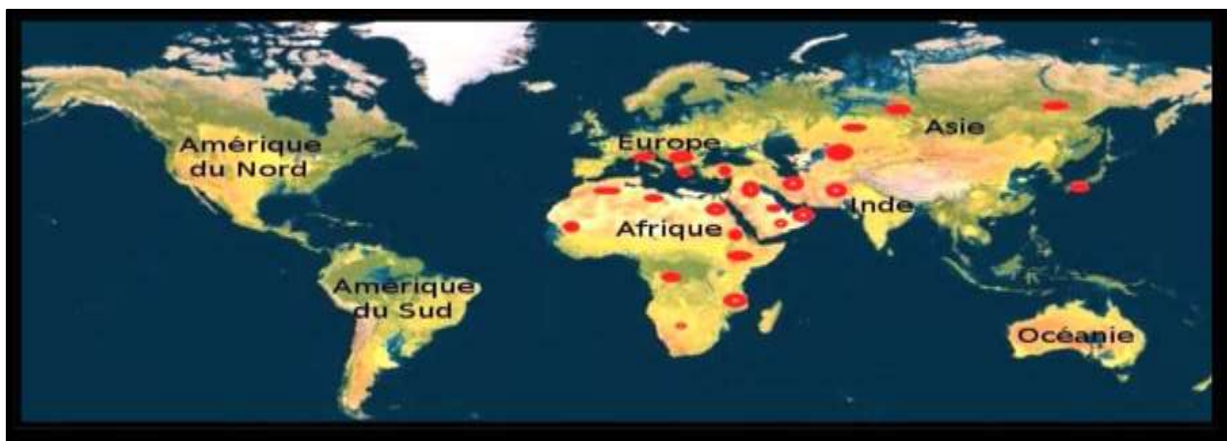 Amérique
du Nord
Europe
Asie
Inde
Afrique
Amérique
du Sud
Océanie